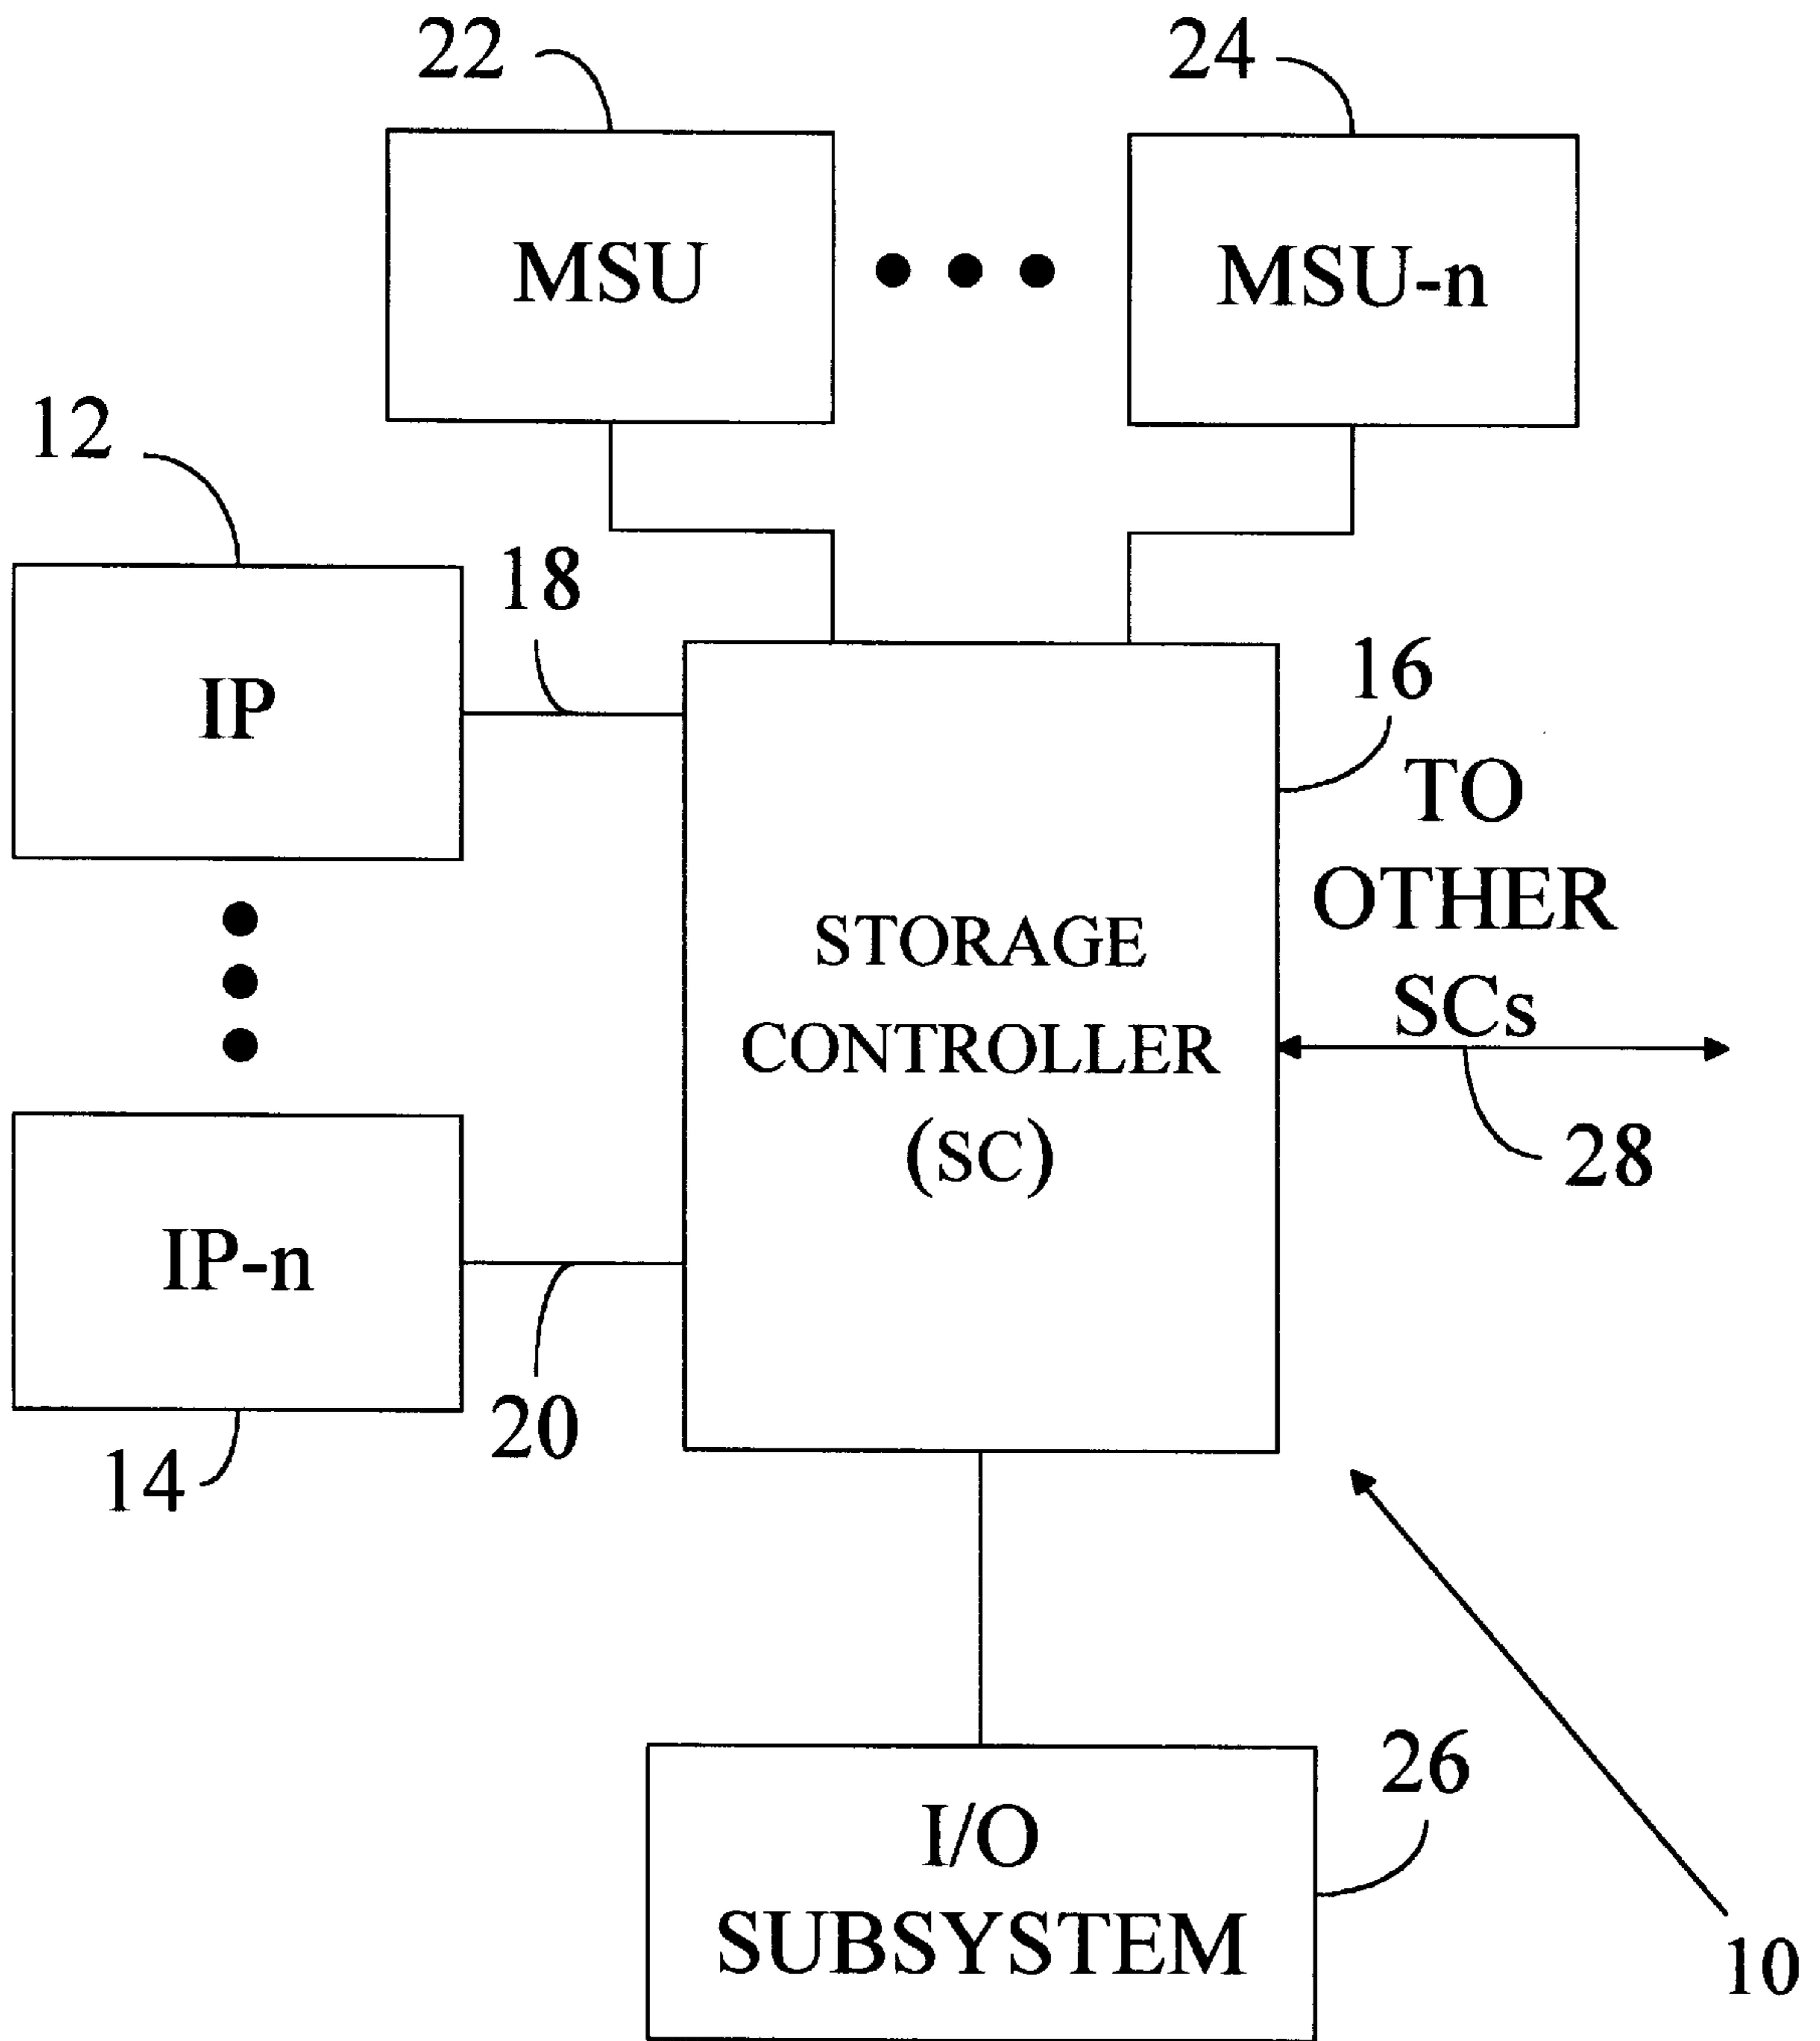 22
24
MSU
MSU-n
12
18
IP
16
TO
OTHER
SCs
STORAGE
CONTROLLER
(SC)
28
IP-n
20
14
26
I/O
SUBSYSTEM
10